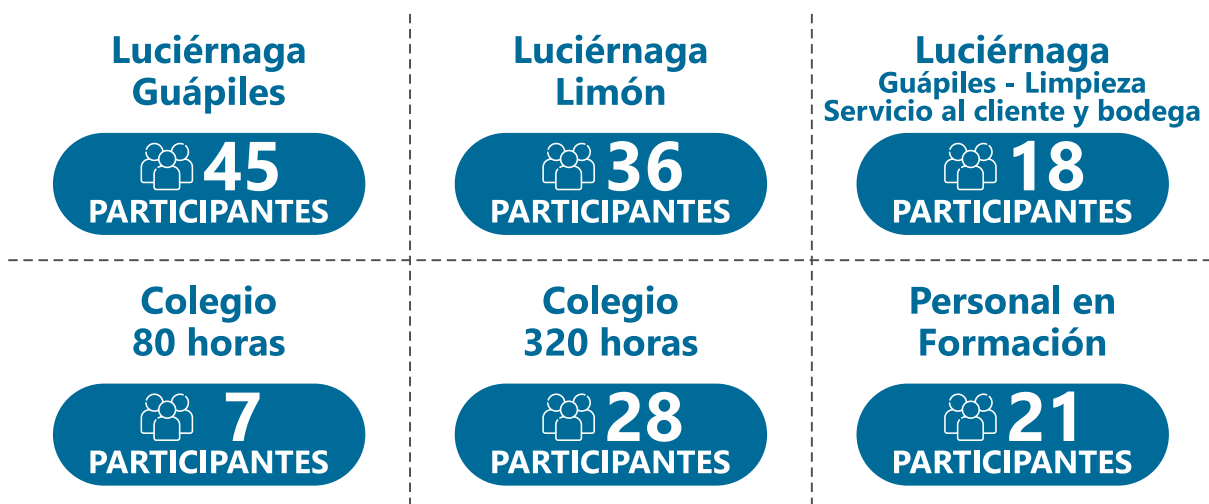 Luciérnaga
Guápiles
45
PARTICIPANTES
Luciérnaga
Limón
36
PARTICIPANTES
Luciérnaga
Guápiles - Limpieza
Servicio al cliente y bodega
18
PARTICIPANTES
Colegio
80 horas
7
PARTICIPANTES
Colegio
320 horas
28
PARTICIPANTES
Personal en
Formación
21
PARTICIPANTES